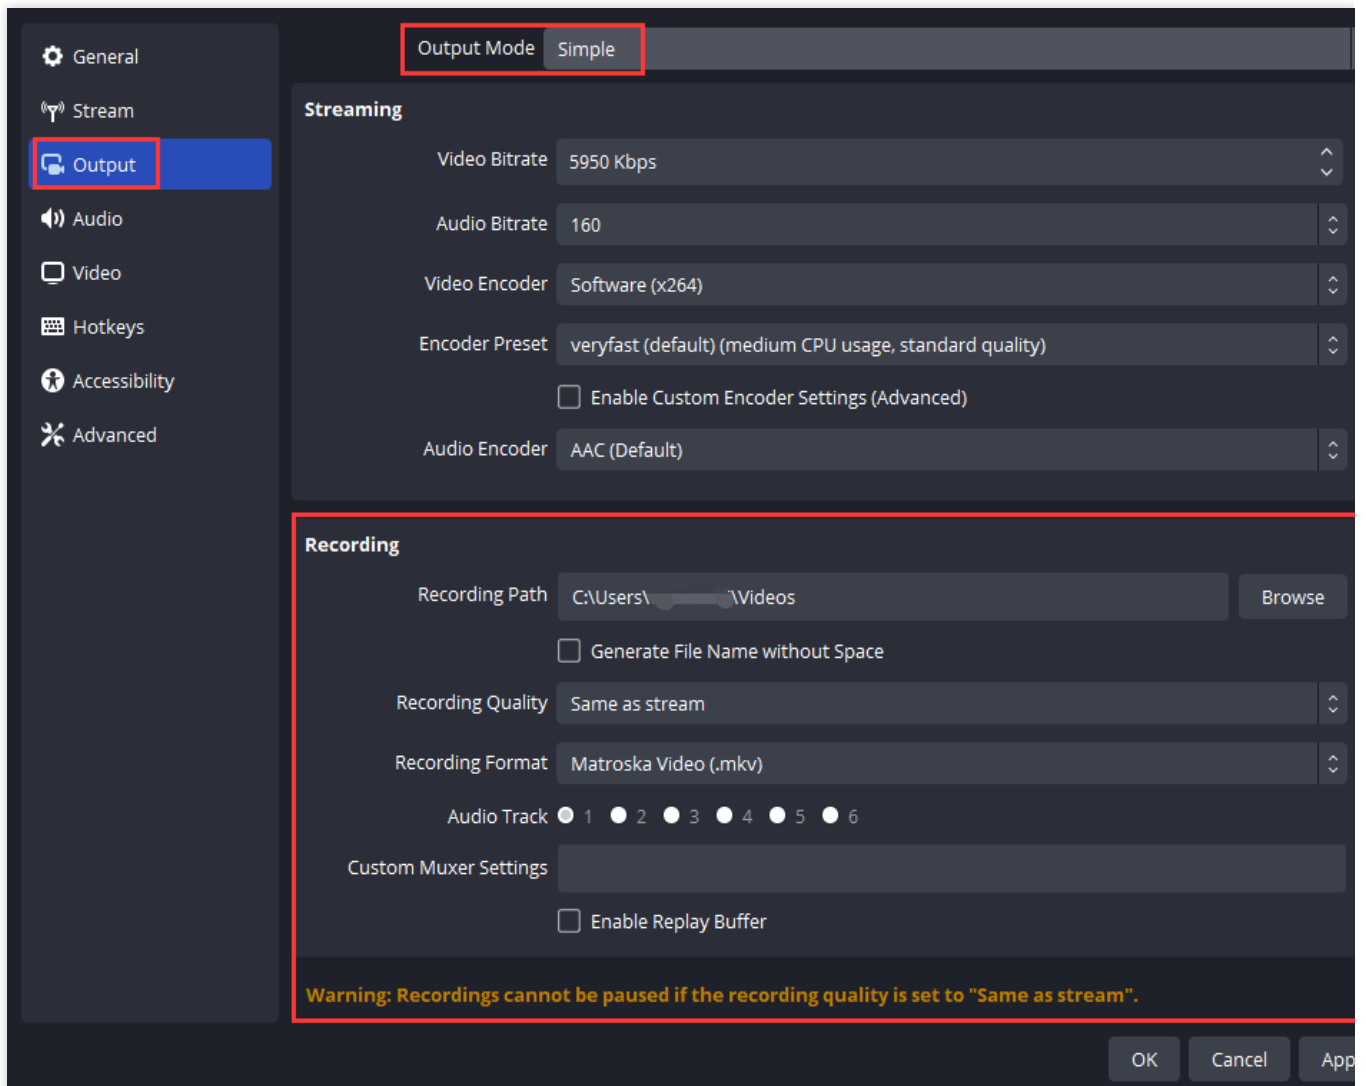 General
Stream
Output
Audio
Video
Hotkeys
Accessibility
Advanced
Output Mode Simple
Streaming
Video Bitrate 5950 Kbps
Audio Bitrate 160
Video Encoder Software (x264)
Encoder Preset veryfast (default) (medium CPU usage, standard quality)
Enable Custom Encoder Settings (Advanced)
Audio Encoder AAC (Default)
Recording
Recording Path C:\Users\ \Videos Browse
Generate File Name without Space
Recording Quality Same as stream
Recording Format Matroska Video (.mkv)
Audio Track 1 2 3 4 5 6
Custom Muxer Settings
Enable Replay Buffer
Warning: Recordings cannot be paused if the recording quality is set to "Same as stream".
OK Cancel App